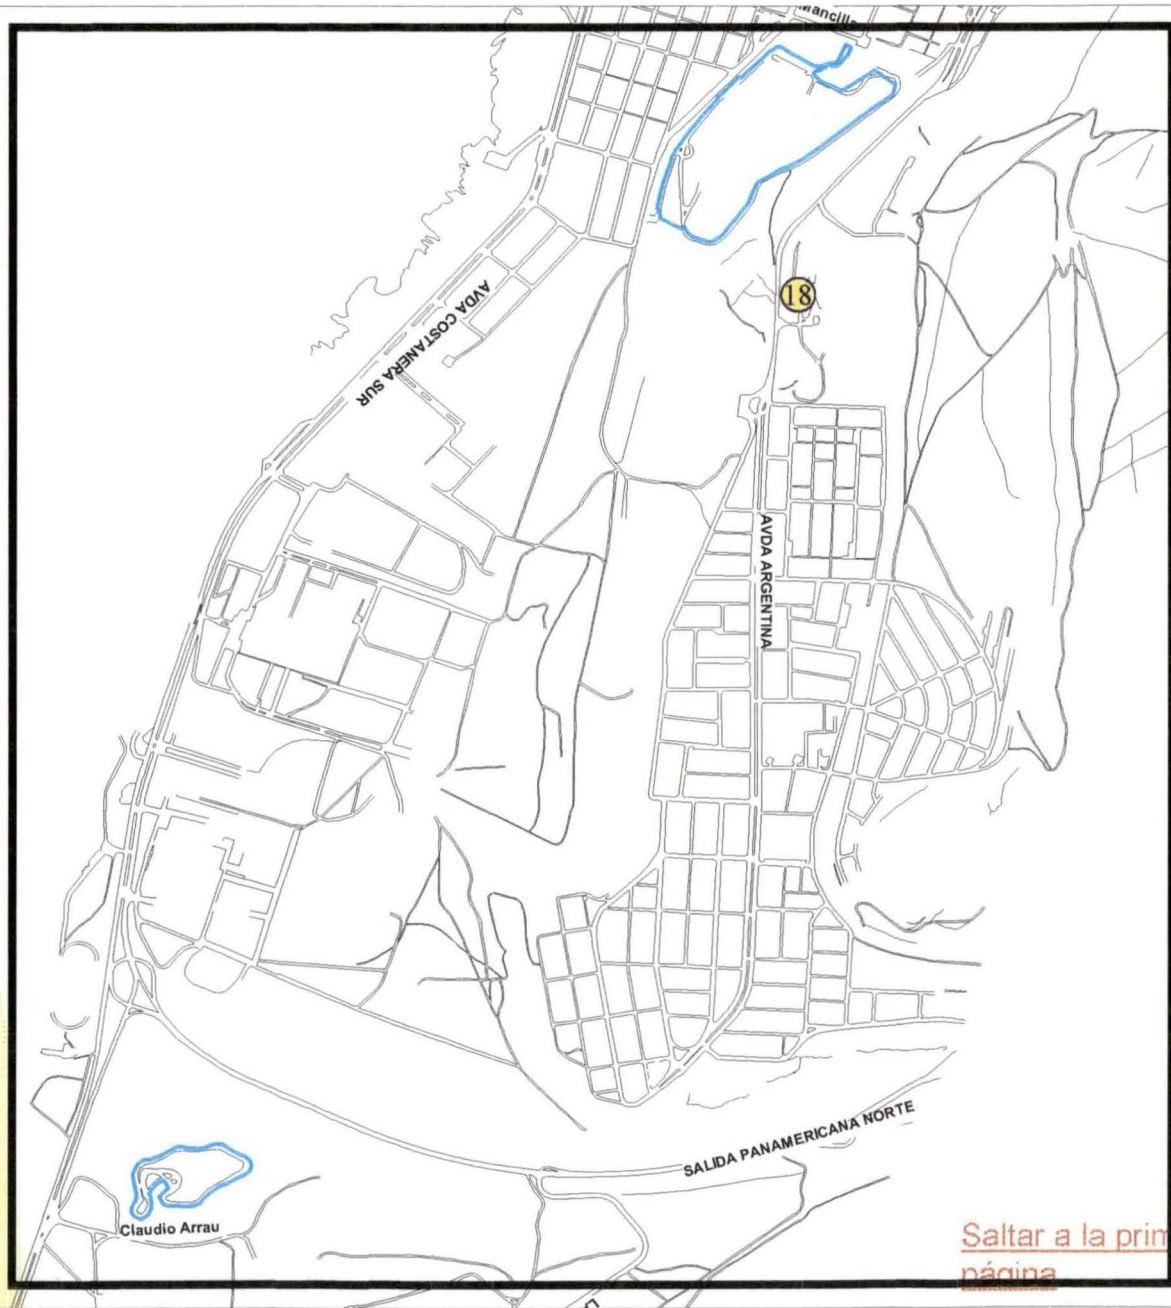 18
AVDA COSTANERA SUR
AVDA ARGENTINA
SALIDA PANAMERICANA NORTE
Claudio Arrau
Saltar a la prim
página